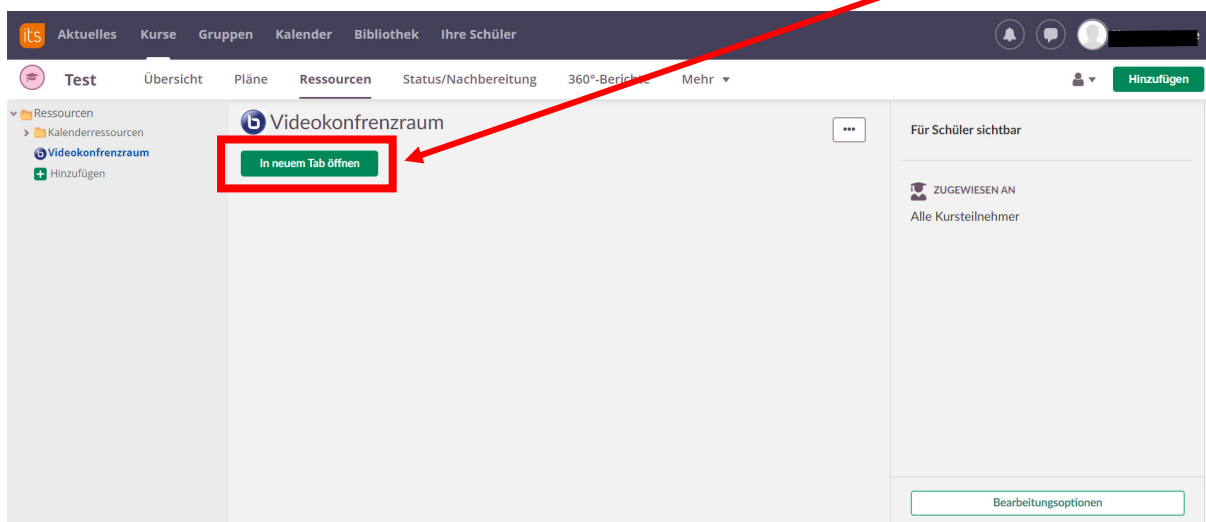 its Aktuelles Kurse Gruppen Kalender Bibliothek Ihre Schüler
Test Übersicht Pläne Ressourcen Status/Nachbereitung 360°-Berichte Mehr Hinzufügen
Ressourcen
Kalenderressourcen
Videokonfrenzraum
Hinzufügen
b Videokonfrenzraum
In neuem Tab öffnen
Für Schüler sichtbar
ZUGEWIESEN AN
Alle Kursteilnehmer
Bearbeitungsoptionen